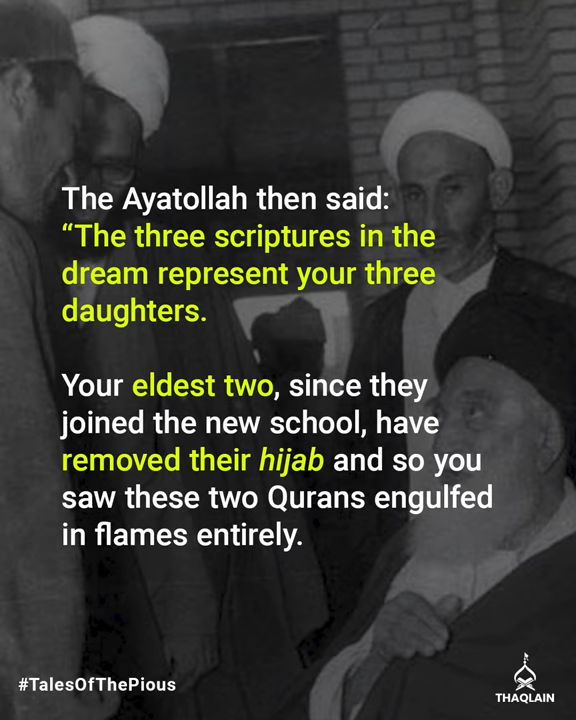 The Ayatollah then said:
“The three scriptures in the
dream represent your three
daughters.
Your eldest two, since they
joined the new school, have
removed their hijab and so you
saw these two Qurans engulfed
in flames entirely.
#TalesOfThePious
THAQLAIN